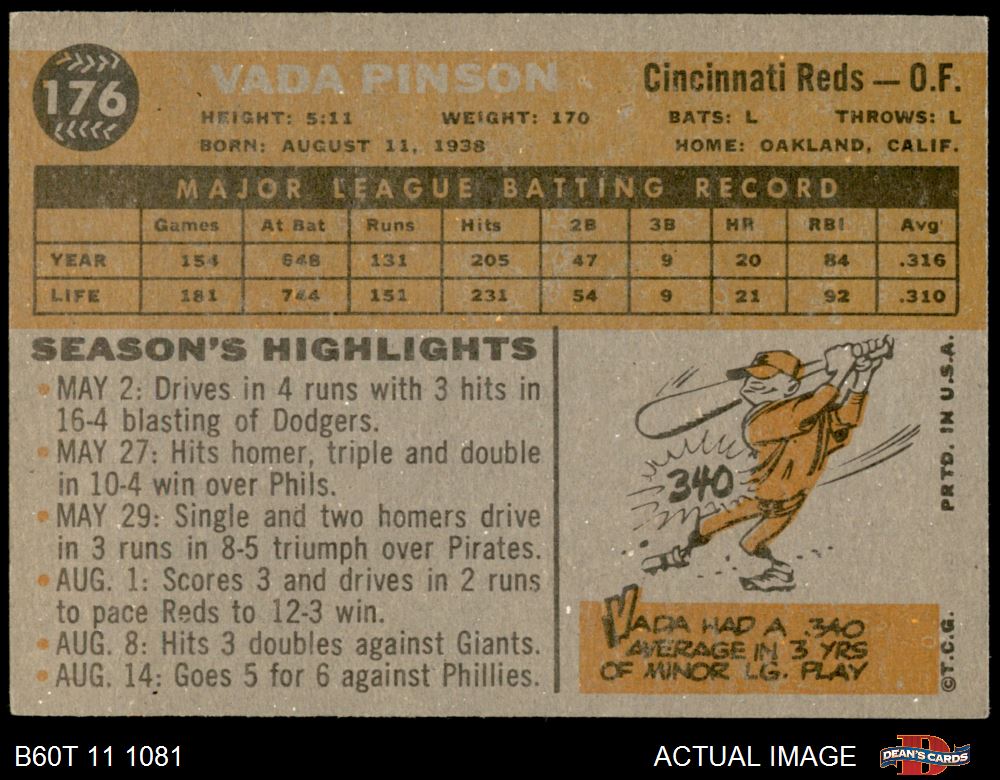 176
VADA PINSON
Cincinnati Reds — O.F.
HEIGHT: 5:11 WEIGHT: 170 BATS: L THROWS: L
BORN: AUGUST 11, 1938 HOME: OAKLAND, CALIF.
MAJOR LEAGUE BATTING RECORD
Games At Bat Runs Hits 2B 3B HR RBI Avg
YEAR 154 648 131 205 47 9 20 84 .316
LIFE 181 744 151 231 54 9 21 92 .310
SEASON'S HIGHLIGHTS
• MAY 2: Drives in 4 runs with 3 hits in
16-4 blasting of Dodgers.
• MAY 27: Hits homer, triple and double
in 10-4 win over Phils.
• MAY 29: Single and two homers drive
in 3 runs in 8-5 triumph over Pirates.
• AUG. 1: Scores 3 and drives in 2 runs
to pace Reds to 12-3 win.
• AUG. 8: Hits 3 doubles against Giants.
• AUG. 14: Goes 5 for 6 against Phillies.
340
VADA HAD A .340
AVERAGE IN 3 YRS
OF MINOR LG. PLAY
©T.C.G. PRTD. IN U.S.A.
B60T 11 1081
ACTUAL IMAGE
D
DEAN'S CARDS